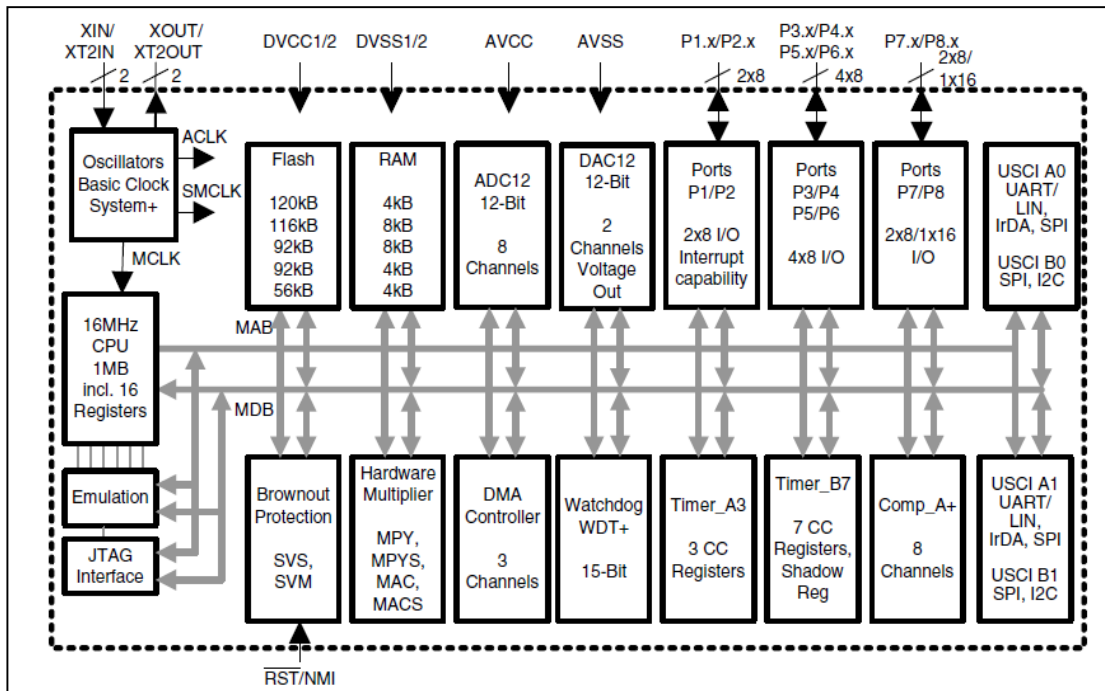 XIN/
XT2IN
XOUT/
XT2OUT
DVCC1/2
DVSS1/2
AVCC
AVSS
P1.x/P2.x
P3.x/P4.x
P5.x/P6.x
P7.x/P8.x
2
2
2x8
4x8
2x8/
1x16
Oscillators
Basic Clock
System+
ACLK
SMCLK
MCLK
Flash
120kB
116kB
92kB
92kB
56kB
RAM
4kB
8kB
8kB
4kB
4kB
ADC12
12-Bit
8
Channels
DAC12
12-Bit
2
Channels
Voltage
Out
Ports
P1/P2
2x8 I/O
Interrupt
capability
Ports
P3/P4
P5/P6
4x8 I/O
Ports
P7/P8
2x8/1x16
I/O
USCI A0
UART/
LIN,
IrDA, SPI
USCI B0
SPI, I2C
16MHz
CPU
1MB
incl. 16
Registers
MAB
MDB
Emulation
JTAG
Interface
Brownout
Protection
SVS,
SVM
Hardware
Multiplier
MPY,
MPYS,
MAC,
MACS
DMA
Controller
3
Channels
Watchdog
WDT+
15-Bit
Timer_A3
3 CC
Registers
Timer_B7
7 CC
Registers,
Shadow
Reg
Comp_A+
8
Channels
USCI A1
UART/
LIN,
IrDA, SPI
USCI B1
SPI, I2C
RST/NMI